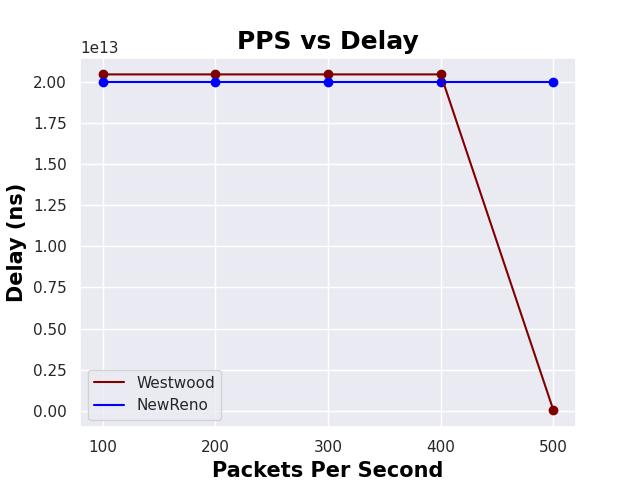 PPS vs Delay
1e13
2.00
1.75
1.50
1.25
1.00
0.75
0.50
0.25
0.00
Delay (ns)
Westwood
NewReno
100 200 300 400 500
Packets Per Second